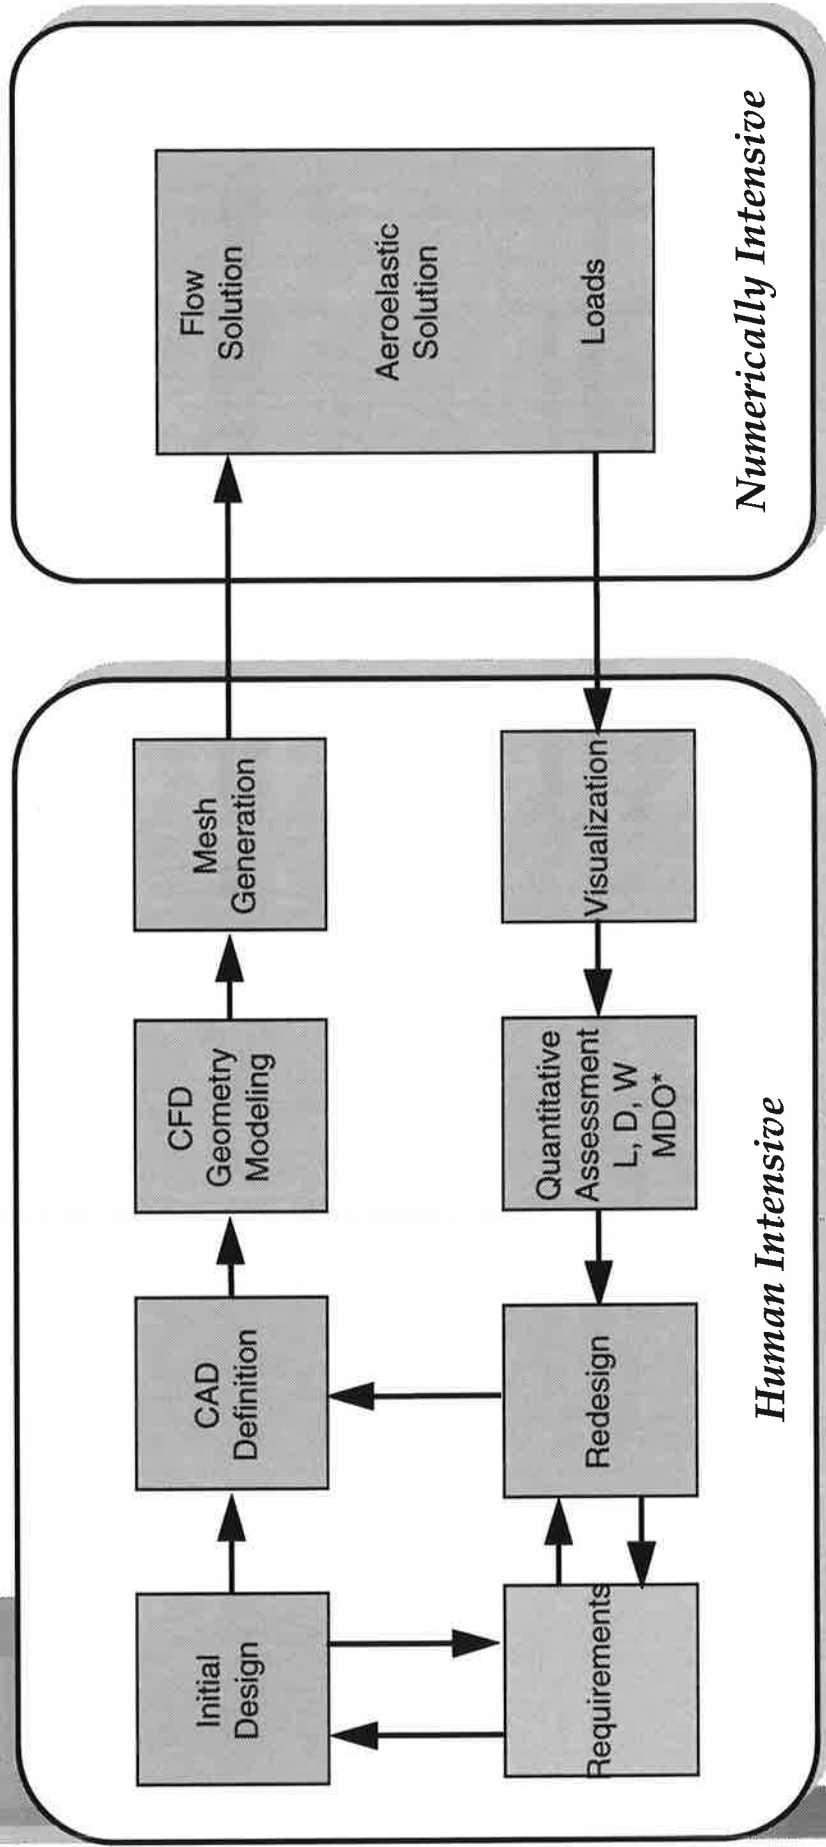 Initial
Design
CAD
Definition
CFD
Geometry
Modeling
Mesh
Generation
Flow
Solution
Aeroelastic
Solution
Loads
Requirements
Redesign
Quantitative
Assessment
L, D, W
MDO*
Visualization
Human Intensive
Numerically Intensive